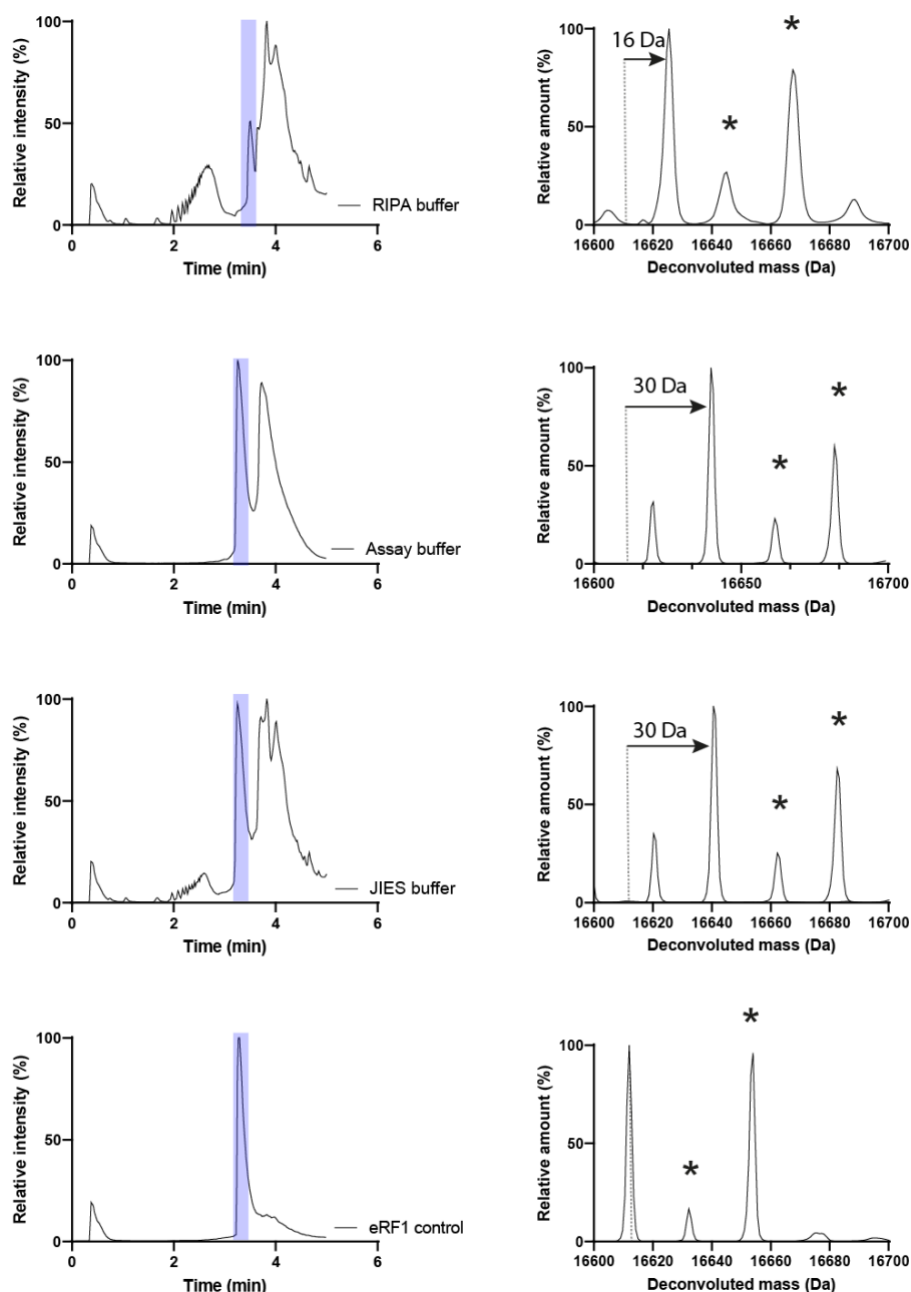 100
50
0
Relative intensity (%)
RIPA buffer
0 2 4 6
Time (min)
100
50
0
Relative amount (%)
16 Da
*
*
16600 16620 16640 16660 16680 16700
Deconvoluted mass (Da)
100
50
0
Relative intensity (%)
Assay buffer
0 2 4 6
Time (min)
100
50
0
Relative amount (%)
30 Da
*
*
16600 16650 16700
Deconvoluted mass (Da)
100
50
0
Relative intensity (%)
JIES buffer
0 2 4 6
Time (min)
100
50
0
Relative amount (%)
30 Da
*
*
16600 16620 16640 16660 16680 16700
Deconvoluted mass (Da)
100
50
0
Relative intensity (%)
eRF1 control
0 2 4 6
Time (min)
100
50
0
Relative amount (%)
*
*
16600 16620 16640 16660 16680 16700
Deconvoluted mass (Da)